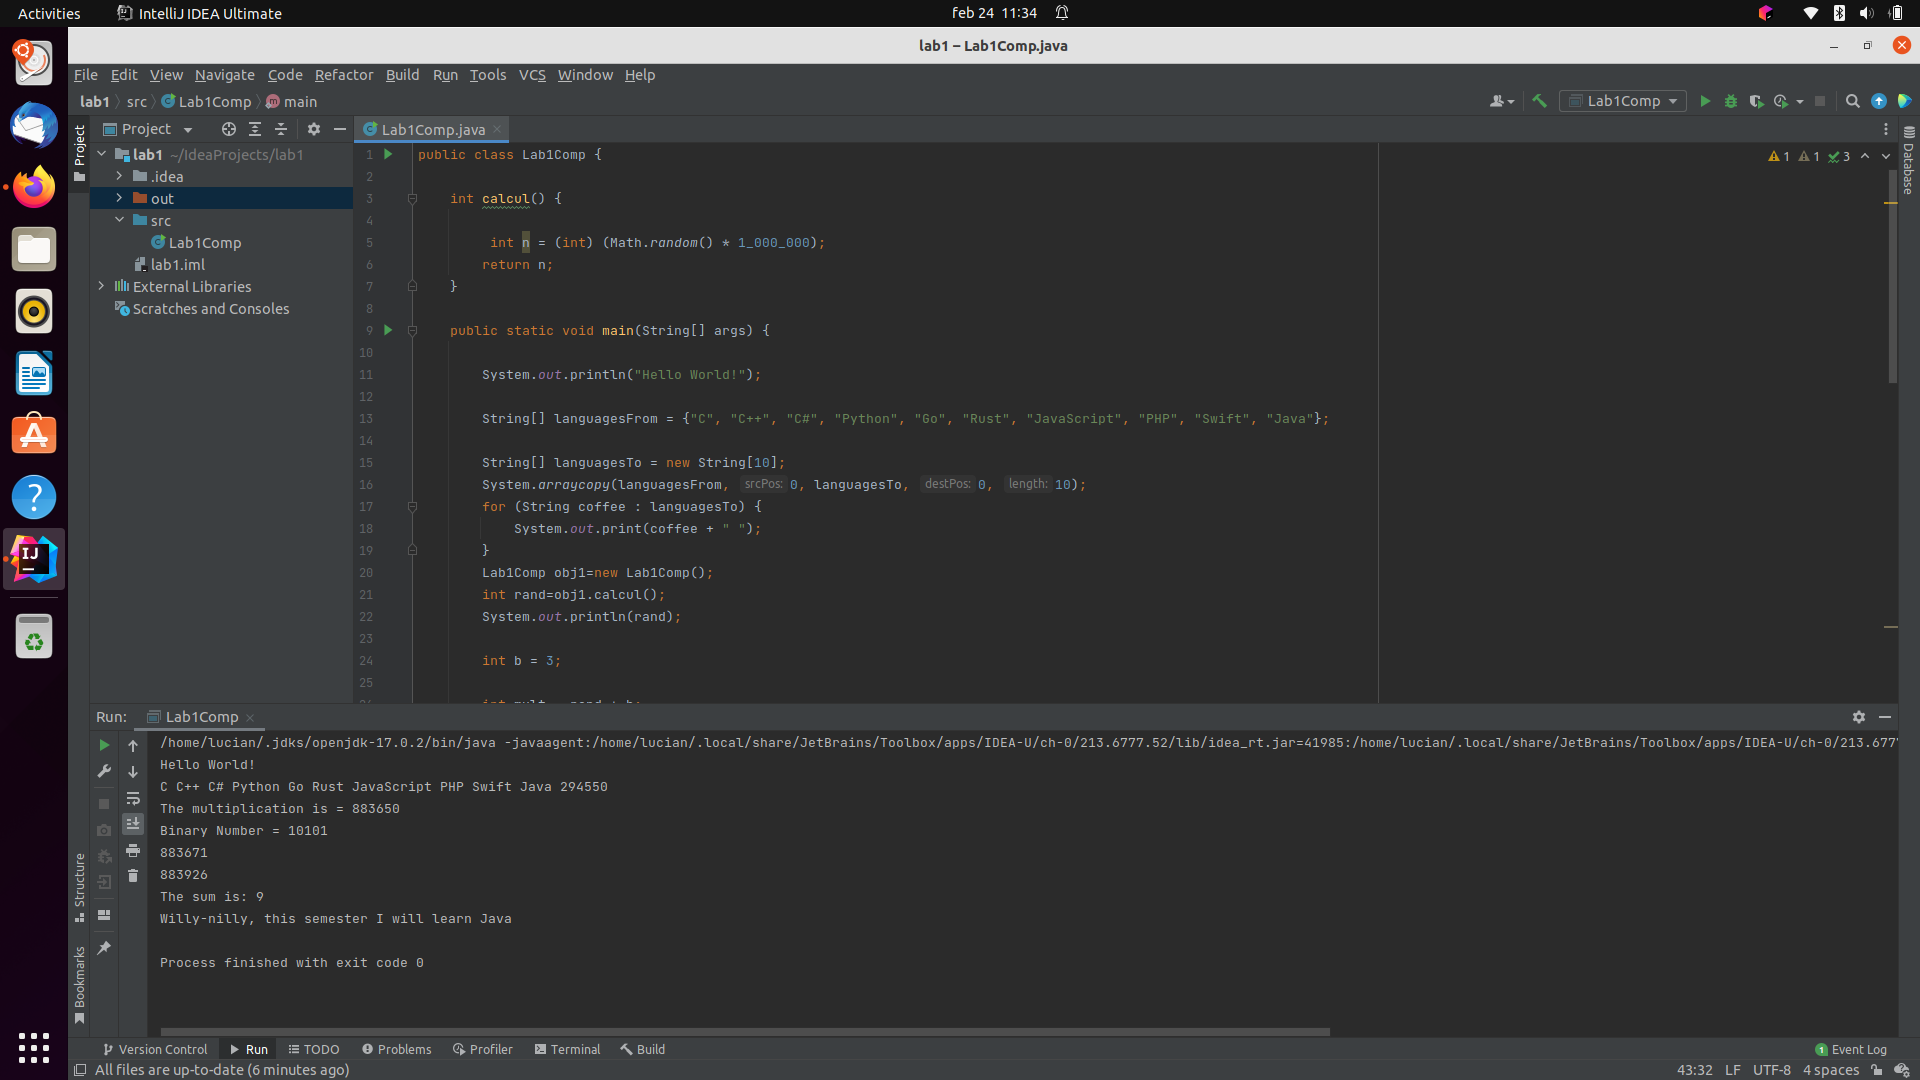 Activities
IntelliJ IDEA Ultimate
feb 24 11:34
lab1 – Lab1Comp.java
File Edit View Navigate Code Refactor Build Run Tools VCS Window Help
lab1 src Lab1Comp main
Lab1Comp
Project
Lab1Comp.java
lab1 ~/IdeaProjects/lab1
.idea
out
src
Lab1Comp
lab1.iml
External Libraries
Scratches and Consoles
Project
Structure
Bookmarks
Database
1 1 3
1 public class Lab1Comp {
2
3 int calcul() {
4
5 int n = (int) (Math.random() * 1_000_000);
6 return n;
7 }
8
9 public static void main(String[] args) {
10
11 System.out.println("Hello World!");
12
13 String[] languagesFrom = {"C", "C++", "C#", "Python", "Go", "Rust", "JavaScript", "PHP", "Swift", "Java"};
14
15 String[] languagesTo = new String[10];
16 System.arraycopy(languagesFrom, srcPos: 0, languagesTo, destPos: 0, length: 10);
17 for (String coffee : languagesTo) {
18 System.out.print(coffee + " ");
19 }
20 Lab1Comp obj1=new Lab1Comp();
21 int rand=obj1.calcul();
22 System.out.println(rand);
23
24 int b = 3;
25
Run: Lab1Comp
/home/lucian/.jdks/openjdk-17.0.2/bin/java -javaagent:/home/lucian/.local/share/JetBrains/Toolbox/apps/IDEA-U/ch-0/213.6777.52/lib/idea_rt.jar=41985:/home/lucian/.local/share/JetBrains/Toolbox/apps/IDEA-U/ch-0/213.677
Hello World!
C C++ C# Python Go Rust JavaScript PHP Swift Java 294550
The multiplication is = 883650
Binary Number = 10101
883671
883926
The sum is: 9
Willy-nilly, this semester I will learn Java
Process finished with exit code 0
Version Control Run TODO Problems Profiler Terminal Build
1 Event Log
All files are up-to-date (6 minutes ago)
43:32 LF UTF-8 4 spaces